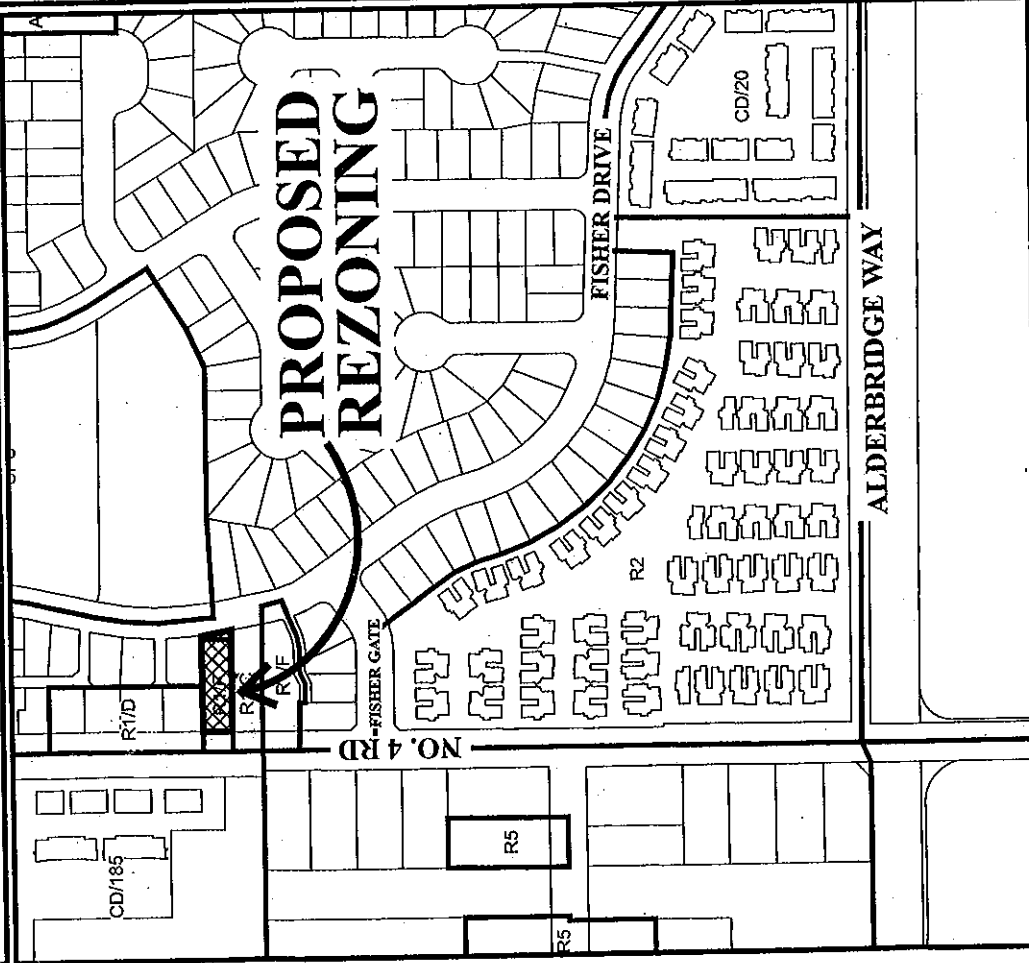 PROPOSED
REZONING
FISHER DRIVE
ALDERBRIDGE WAY
FISHER GATE
NO. 4 RD
CD/20
R2
R1/D
CD/185
R5
R5
A